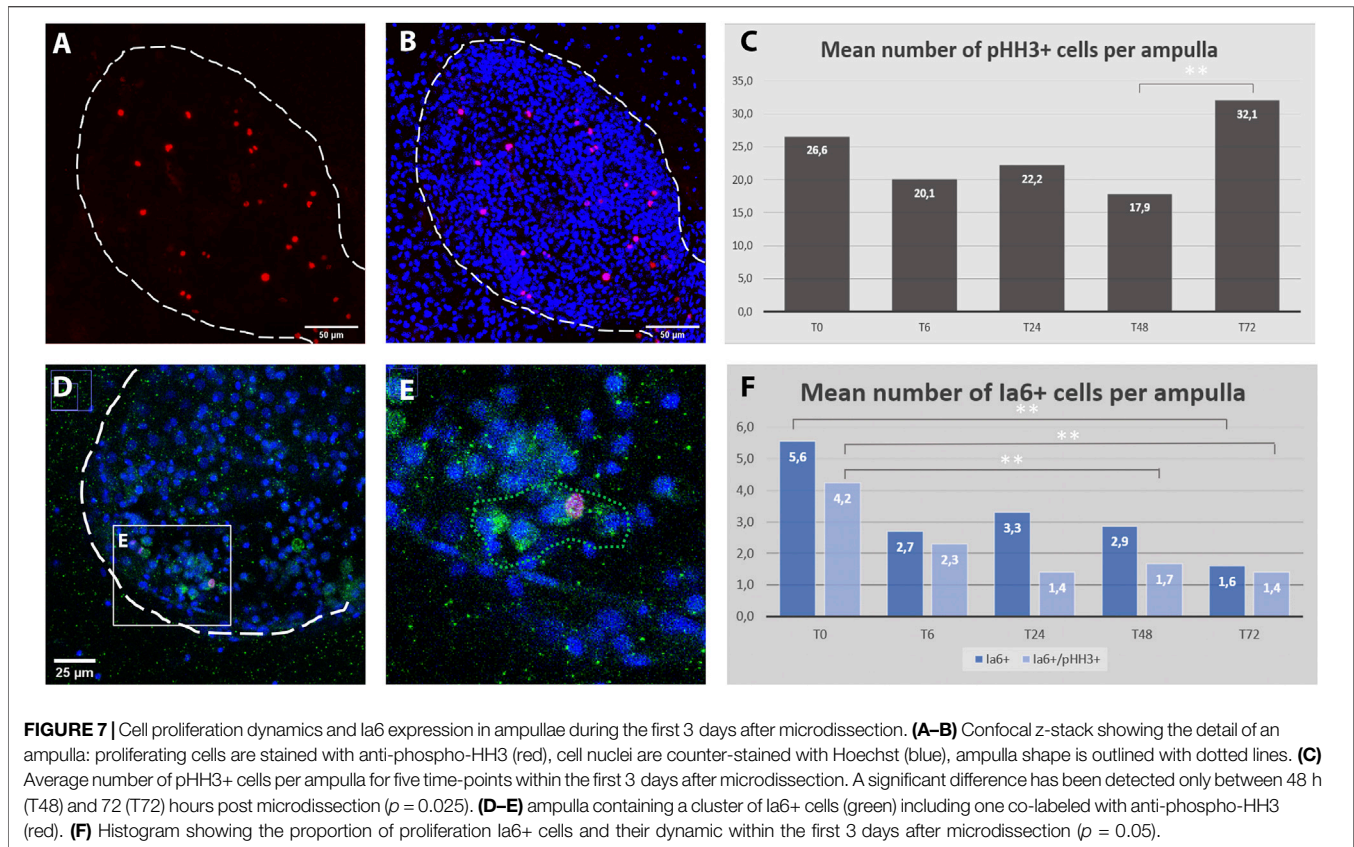 A
50 µm
B
50 µm
C
Mean number of pHH3+ cells per ampulla
**
35,0
30,0
25,0
20,0
15,0
10,0
5,0
0,0
26,6
20,1
22,2
17,9
32,1
T0 T6 T24 T48 T72
D
E
25 µm
E
F
Mean number of Ia6+ cells per ampulla
**
**
**
6,0
5,0
4,0
3,0
2,0
1,0
0,0
5,6 4,2
2,7 2,3
3,3 1,4
2,9 1,7
1,6 1,4
T0 T6 T24 T48 T72
Ia6+ Ia6+/pHH3+
FIGURE 7 | Cell proliferation dynamics and Ia6 expression in ampullae during the first 3 days after microdissection. (A–B) Confocal z-stack showing the detail of an
ampulla: proliferating cells are stained with anti-phospho-HH3 (red), cell nuclei are counter-stained with Hoechst (blue), ampulla shape is outlined with dotted lines. (C)
Average number of pHH3+ cells per ampulla for five time-points within the first 3 days after microdissection. A significant difference has been detected only between 48 h
(T48) and 72 (T72) hours post microdissection (p = 0.025). (D–E) ampulla containing a cluster of Ia6+ cells (green) including one co-labeled with anti-phospho-HH3
(red). (F) Histogram showing the proportion of proliferation Ia6+ cells and their dynamic within the first 3 days after microdissection (p = 0.05).